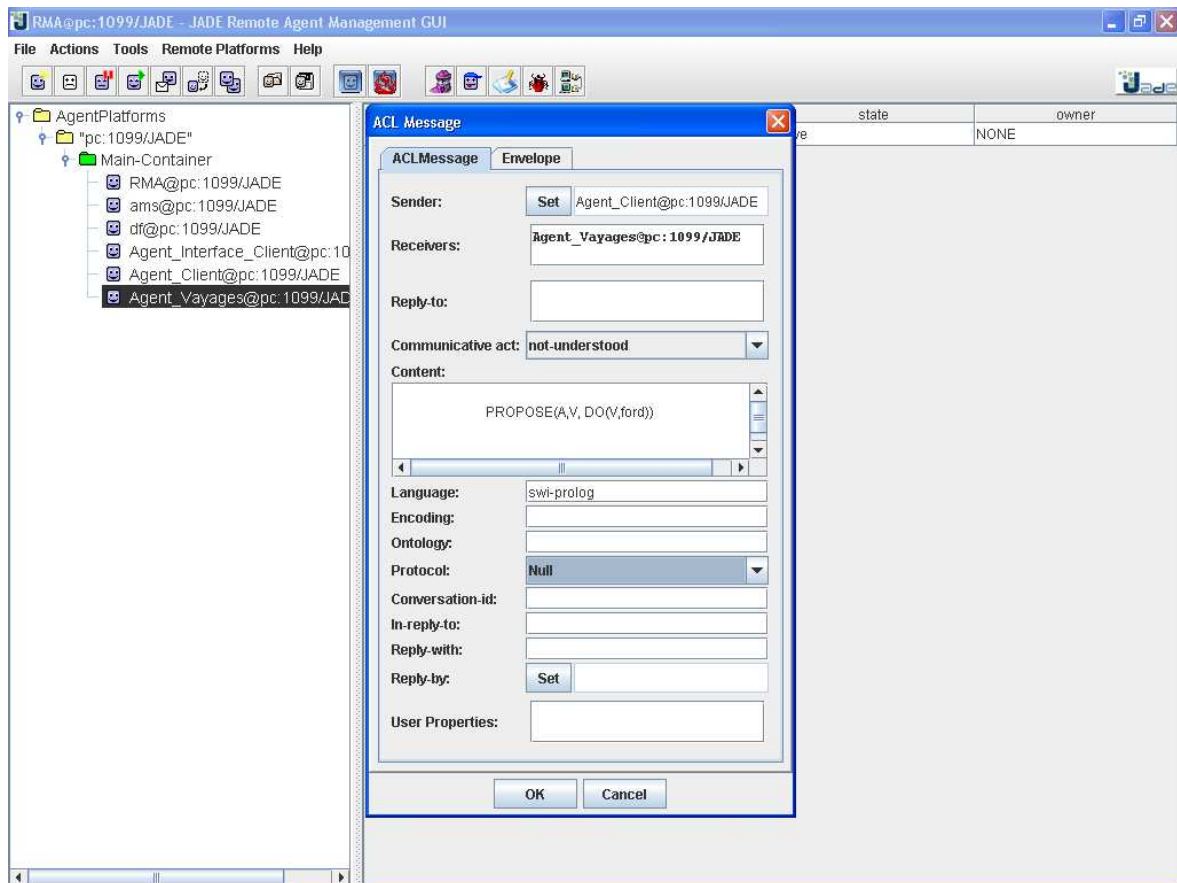 RMA@pc:1099/JADE - JADE Remote Agent Management GUI
File Actions Tools Remote Platforms Help
Jade
AgentPlatforms
"pc:1099/JADE"
Main-Container
RMA@pc:1099/JADE
ams@pc:1099/JADE
df@pc:1099/JADE
Agent_Interface_Client@pc:10
Agent_Client@pc:1099/JADE
Agent_Vayages@pc:1099/JAD
state owner
ve NONE
ACL Message
ACLMessage Envelope
Sender: Set Agent_Client@pc:1099/JADE
Receivers: Agent_Vayages@pc:1099/JADE
Reply-to:
Communicative act: not-understood
Content:
PROPOSE(A,V, DO(V,ford))
Language: swi-prolog
Encoding:
Ontology:
Protocol: Null
Conversation-id:
In-reply-to:
Reply-with:
Reply-by: Set
User Properties:
OK Cancel